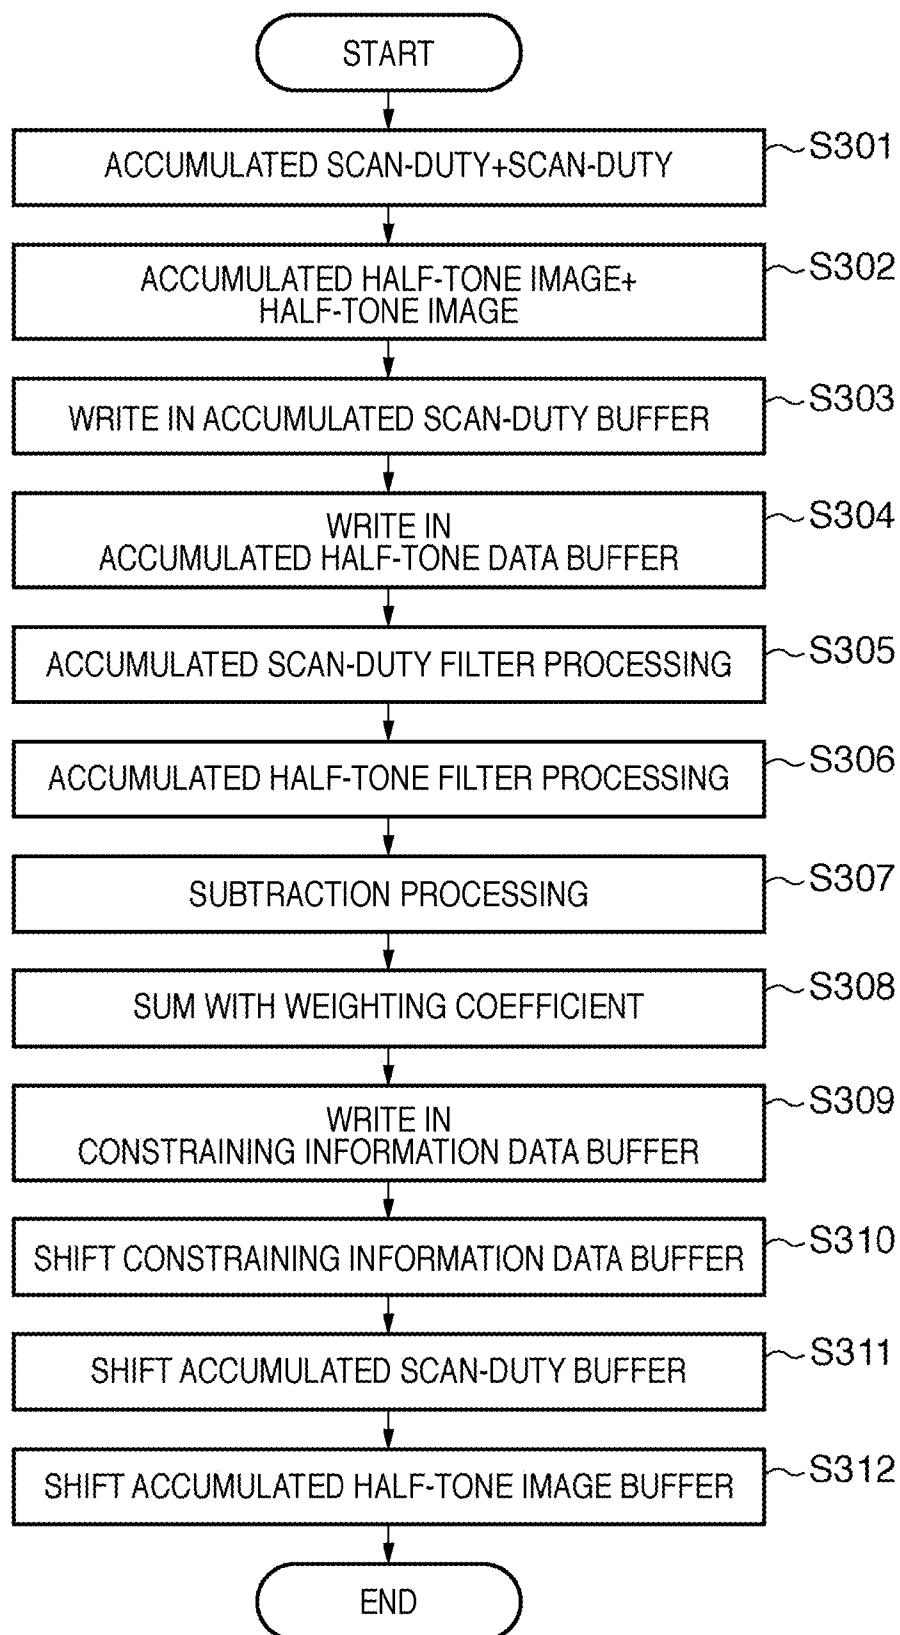 START
ACCUMULATED SCAN-DUTY+SCAN-DUTY
S301
ACCUMULATED HALF-TONE IMAGE+
HALF-TONE IMAGE
S302
WRITE IN ACCUMULATED SCAN-DUTY BUFFER
S303
WRITE IN
ACCUMULATED HALF-TONE DATA BUFFER
S304
ACCUMULATED SCAN-DUTY FILTER PROCESSING
S305
ACCUMULATED HALF-TONE FILTER PROCESSING
S306
SUBTRACTION PROCESSING
S307
SUM WITH WEIGHTING COEFFICIENT
S308
WRITE IN
CONSTRAINING INFORMATION DATA BUFFER
S309
SHIFT CONSTRAINING INFORMATION DATA BUFFER
S310
SHIFT ACCUMULATED SCAN-DUTY BUFFER
S311
SHIFT ACCUMULATED HALF-TONE IMAGE BUFFER
S312
END